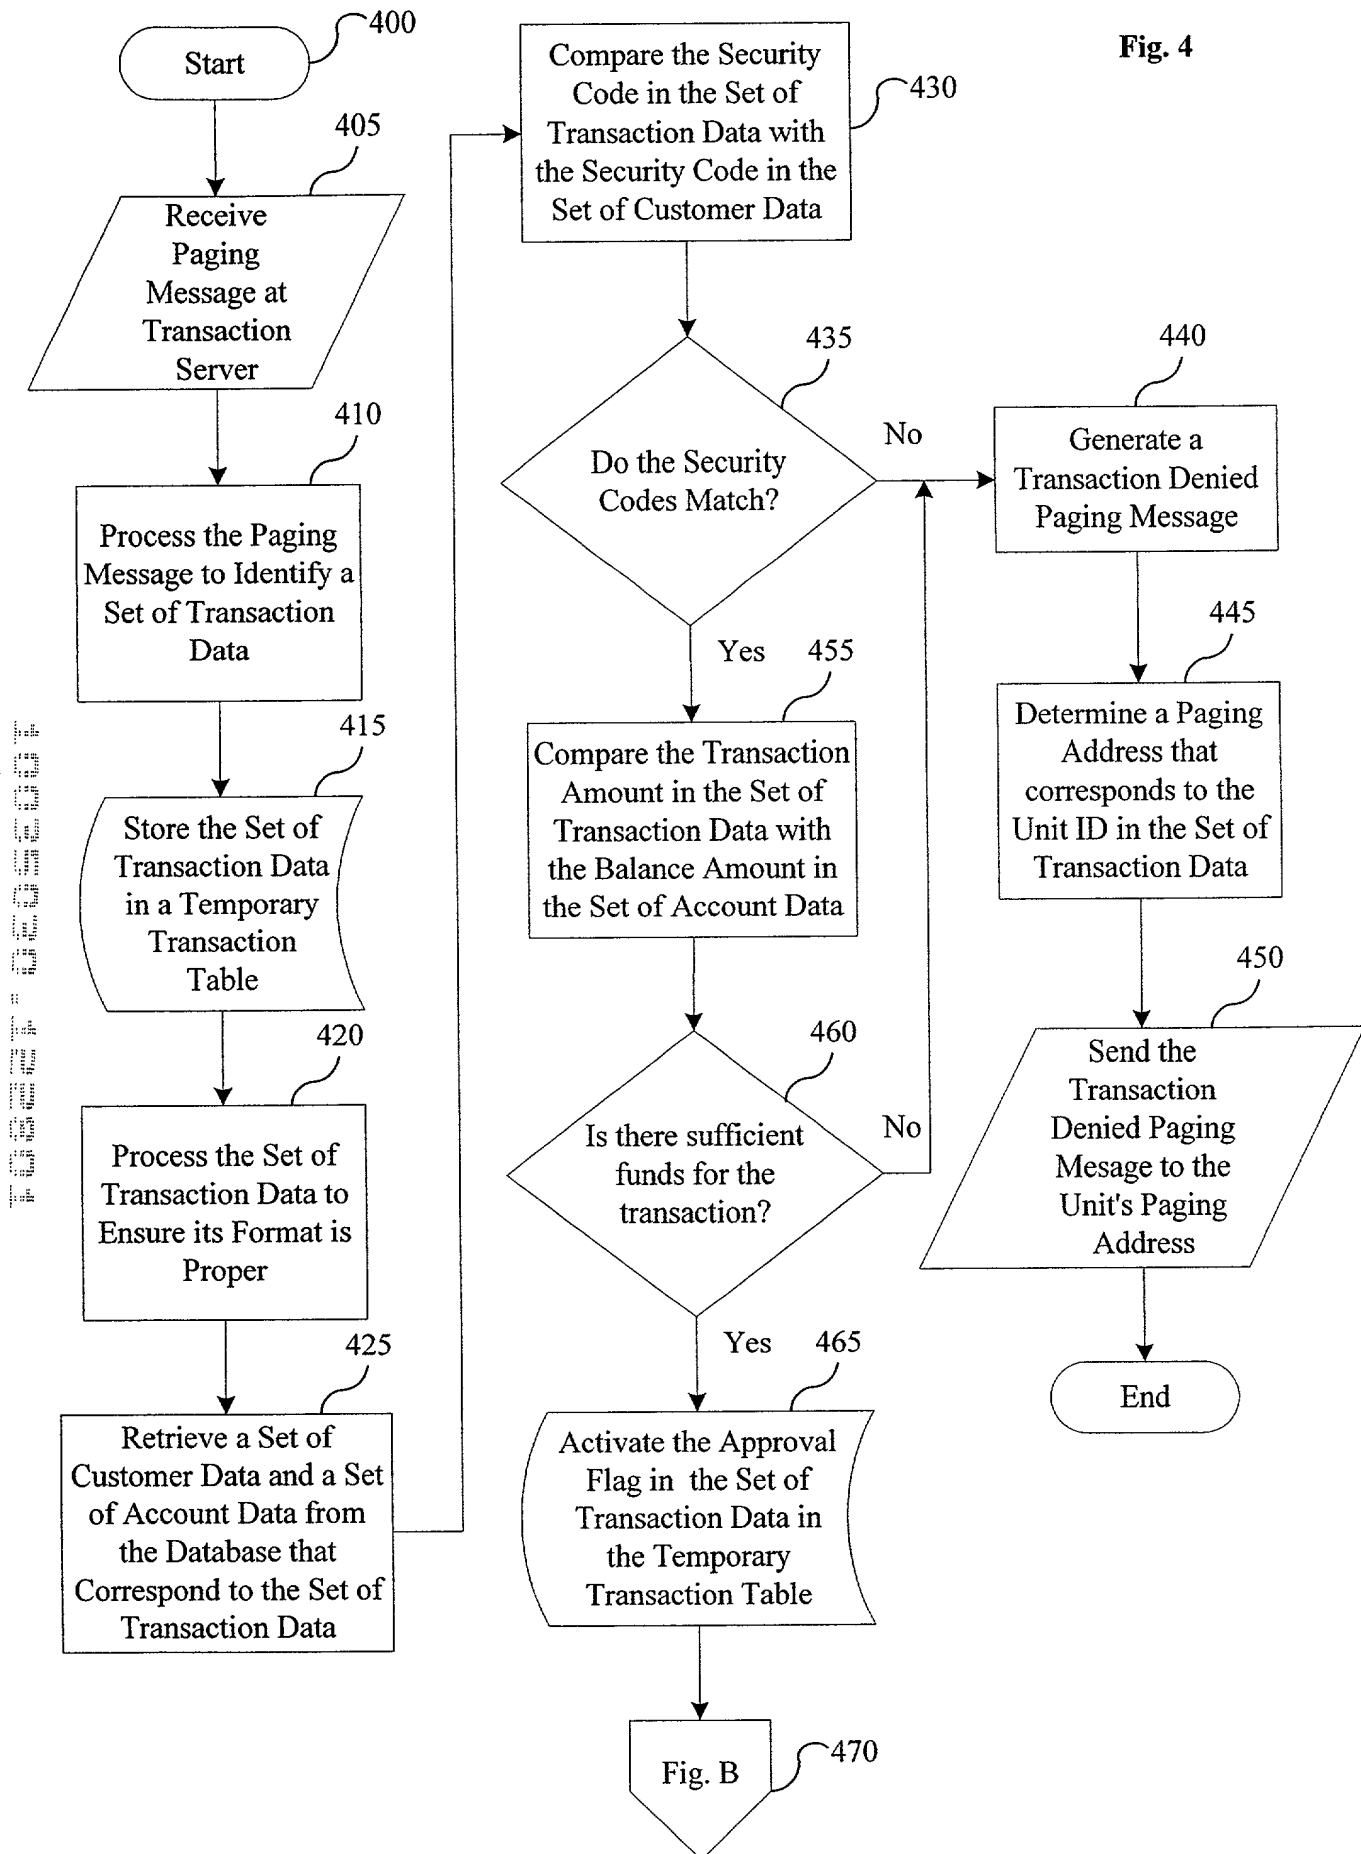 Fig. 4
400
Start
405
Receive
Paging
Message at
Transaction
Server
410
Process the Paging
Message to Identify a
Set of Transaction
Data
415
Store the Set of
Transaction Data
in a Temporary
Transaction
Table
420
Process the Set of
Transaction Data to
Ensure its Format is
Proper
425
Retrieve a Set of
Customer Data and a Set
of Account Data from
the Database that
Correspond to the Set of
Transaction Data
430
Compare the Security
Code in the Set of
Transaction Data with
the Security Code in the
Set of Customer Data
435
Do the Security
Codes Match?
No
Yes
440
Generate a
Transaction Denied
Paging Message
445
Determine a Paging
Address that
corresponds to the
Unit ID in the Set of
Transaction Data
450
Send the
Transaction
Denied Paging
Mesage to the
Unit's Paging
Address
End
455
Compare the Transaction
Amount in the Set of
Transaction Data with
the Balance Amount in
the Set of Account Data
460
Is there sufficient
funds for the
transaction?
No
Yes
465
Activate the Approval
Flag in the Set of
Transaction Data in
the Temporary
Transaction Table
Fig. B
470